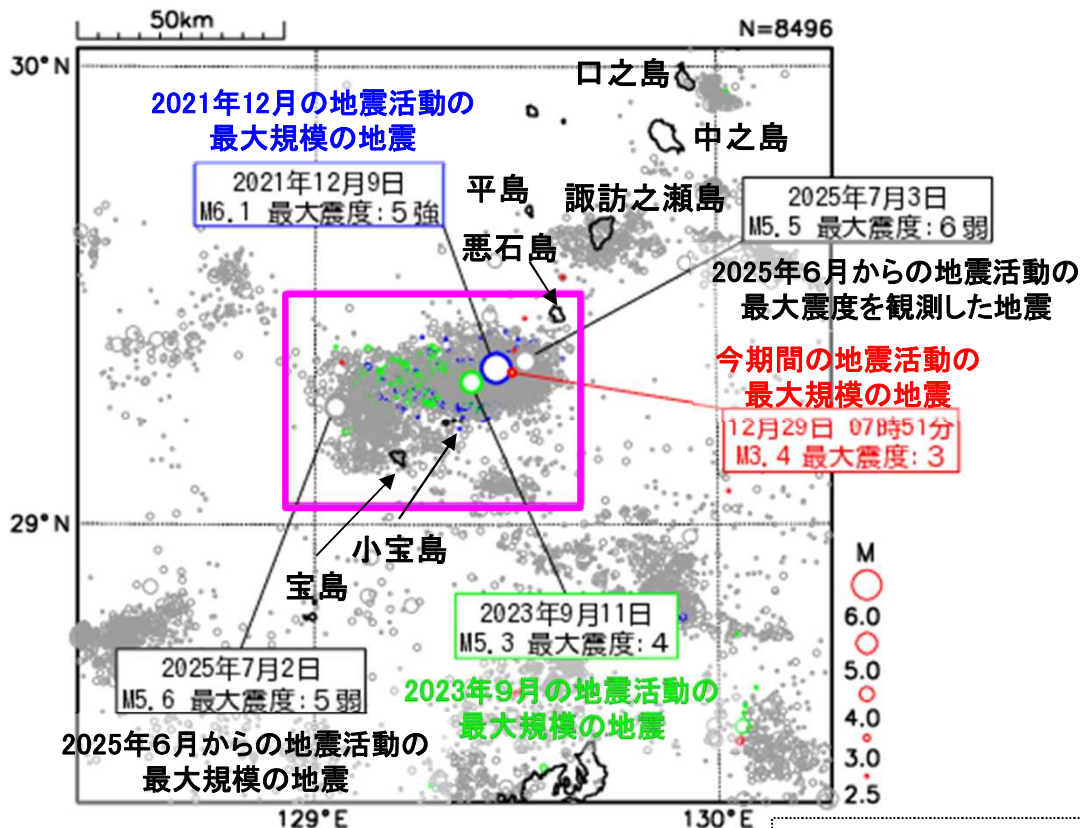 50km
N=8496
30°N
口之島
2021年12月の地震活動の
最大規模の地震
中之島
2021年12月9日
M6.1 最大震度:5強
平島
諏訪之瀬島
2025年7月3日
M5.5 最大震度:6弱
悪石島
2025年6月からの地震活動の
最大震度を観測した地震
今期間の地震活動の
最大規模の地震
12月29日 07時51分
M3.4 最大震度:3
29°N
小宝島
宝島
M
6.0
5.0
4.0
3.0
2.5
2023年9月11日
M5.3 最大震度:4
2025年7月2日
M5.6 最大震度:5弱
2023年9月の地震活動の
最大規模の地震
2025年6月からの地震活動の
最大規模の地震
129°E
130°E